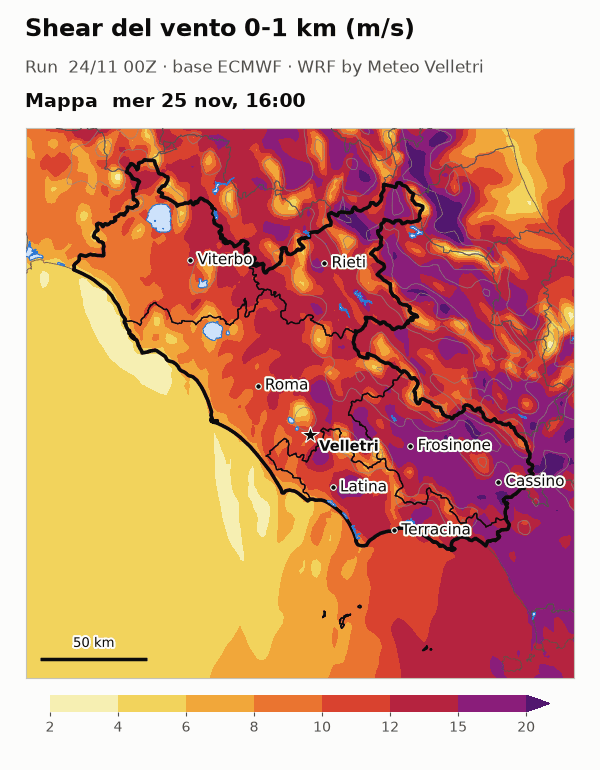 Shear del vento 0-1 km (m/s)
Run  24/11 00Z · base ECMWF · WRF by Meteo Velletri
Mappa  mer 25 nov, 16:00
Viterbo
Rieti
Roma
Velletri
Frosinone
Cassino
Latina
Terracina
50 km
2 4 6 8 10 12 15 20